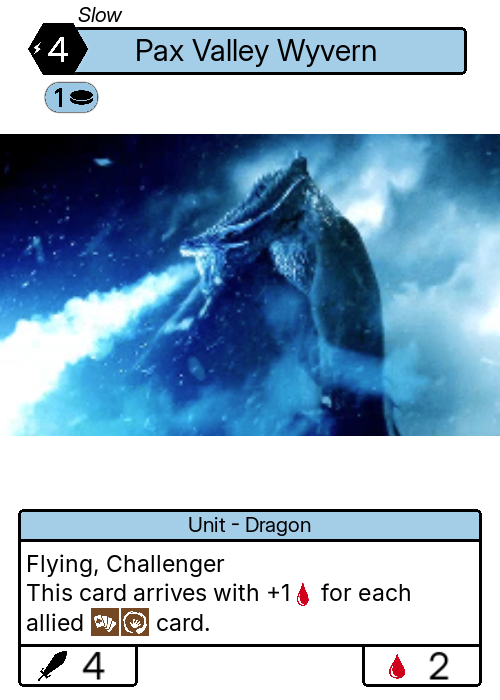 Slow
4 Pax Valley Wyvern
1
Unit - Dragon
Flying, Challenger
This card arrives with +1 for each
allied card.
4 2